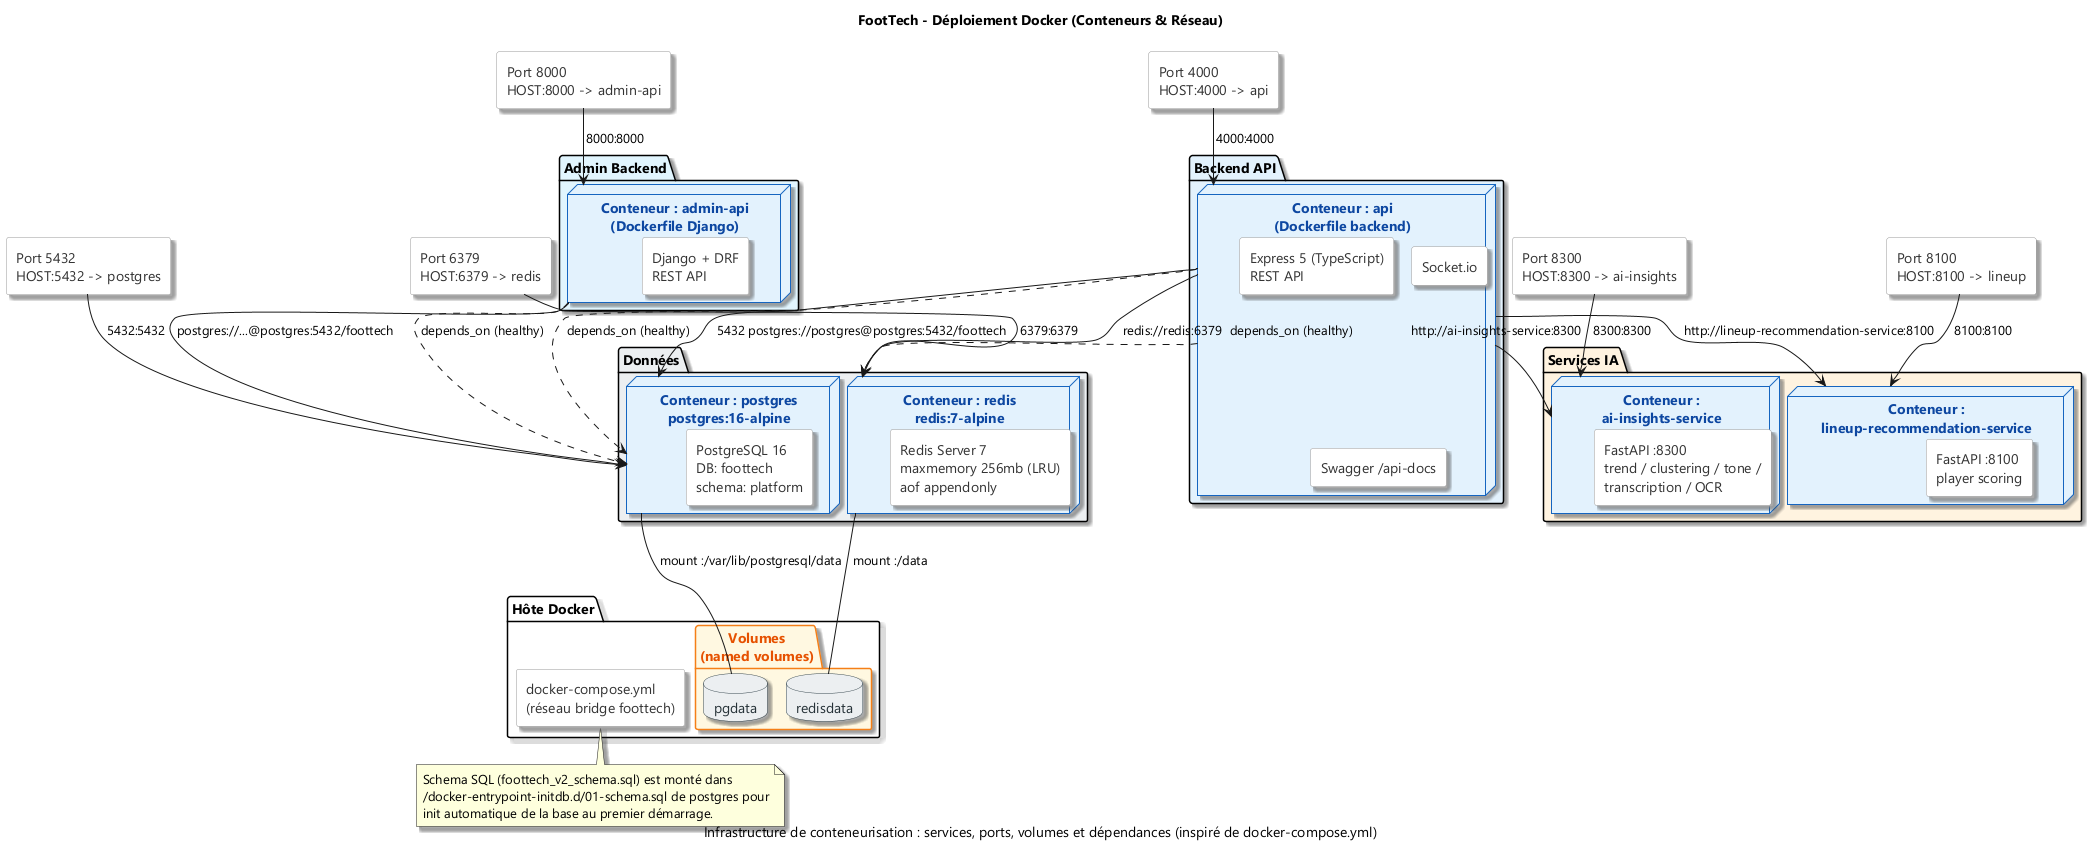 FootTech - Déploiement Docker (Conteneurs & Réseau)
Port 8000
HOST:8000 -> admin-api
Port 4000
HOST:4000 -> api
8000:8000
4000:4000
Admin Backend
Conteneur : admin-api
(Dockerfile Django)
Django + DRF
REST API
Backend API
Conteneur : api
(Dockerfile backend)
Express 5 (TypeScript)
REST API
Socket.io
Swagger /api-docs
Port 5432
HOST:5432 -> postgres
Port 6379
HOST:6379 -> redis
Port 8300
HOST:8300 -> ai-insights
Port 8100
HOST:8100 -> lineup
5432:5432
postgres://...@postgres:5432/foottech
depends_on (healthy)
depends_on (healthy)
5432 postgres://postgres@postgres:5432/foottech
6379:6379
redis://redis:6379
depends_on (healthy)
http://ai-insights-service:8300
8300:8300
http://lineup-recommendation-service:8100
8100:8100
Données
Conteneur : postgres
postgres:16-alpine
PostgreSQL 16
DB: foottech
schema: platform
Conteneur : redis
redis:7-alpine
Redis Server 7
maxmemory 256mb (LRU)
aof appendonly
Services IA
Conteneur :
ai-insights-service
FastAPI :8300
trend / clustering / tone /
transcription / OCR
Conteneur :
lineup-recommendation-service
FastAPI :8100
player scoring
mount :/var/lib/postgresql/data
mount :/data
Hôte Docker
docker-compose.yml
(réseau bridge foottech)
Volumes
(named volumes)
pgdata
redisdata
Schema SQL (foottech_v2_schema.sql) est monté dans
/docker-entrypoint-initdb.d/01-schema.sql de postgres pour
init automatique de la base au premier démarrage.
Infrastructure de conteneurisation : services, ports, volumes et dépendances (inspiré de docker-compose.yml)